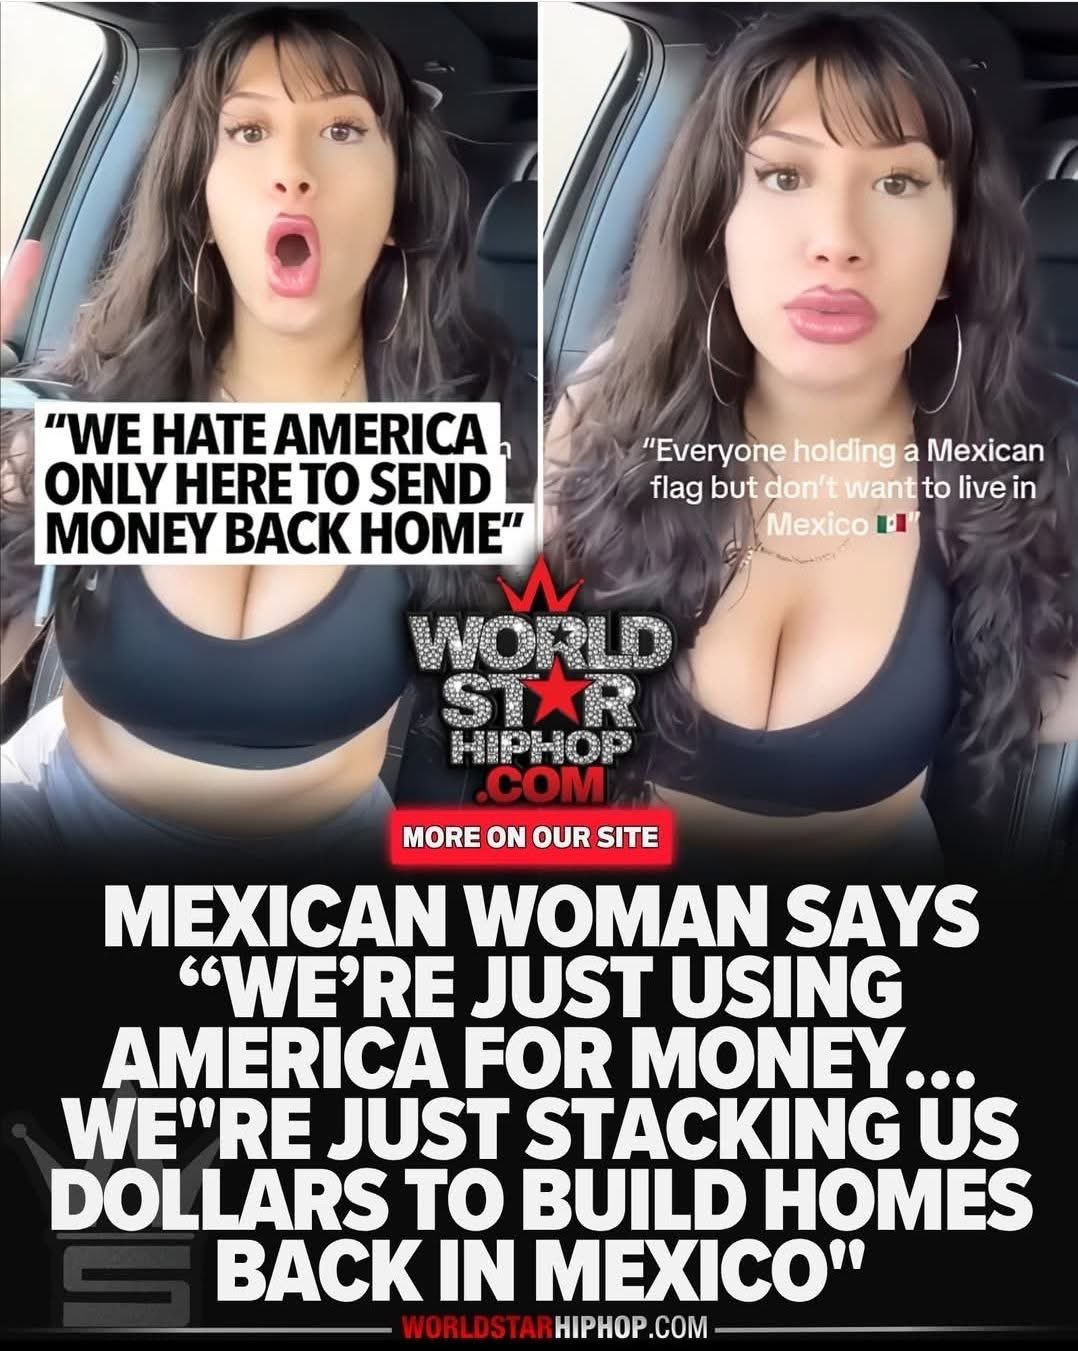 “WE HATE AMERICA
ONLY HERE TO SEND
MONEY BACK HOME”
“Everyone holding a Mexican
flag but don't want to live in
Mexico 🇲🇽”
WORLD
STAR
HIPHOP
.COM
MORE ON OUR SITE
MEXICAN WOMAN SAYS
“WE’RE JUST USING
AMERICA FOR MONEY...
WE"RE JUST STACKING US
DOLLARS TO BUILD HOMES
BACK IN MEXICO"
WORLDSTARHIPHOP.COM